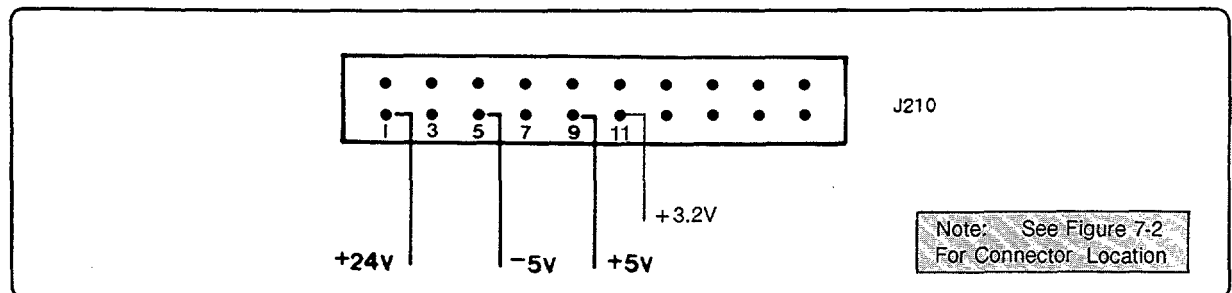 J210
1 3 5 7 9 11
+3.2V
+24V -5V +5V
Note: See Figure 7-2
For Connector Location